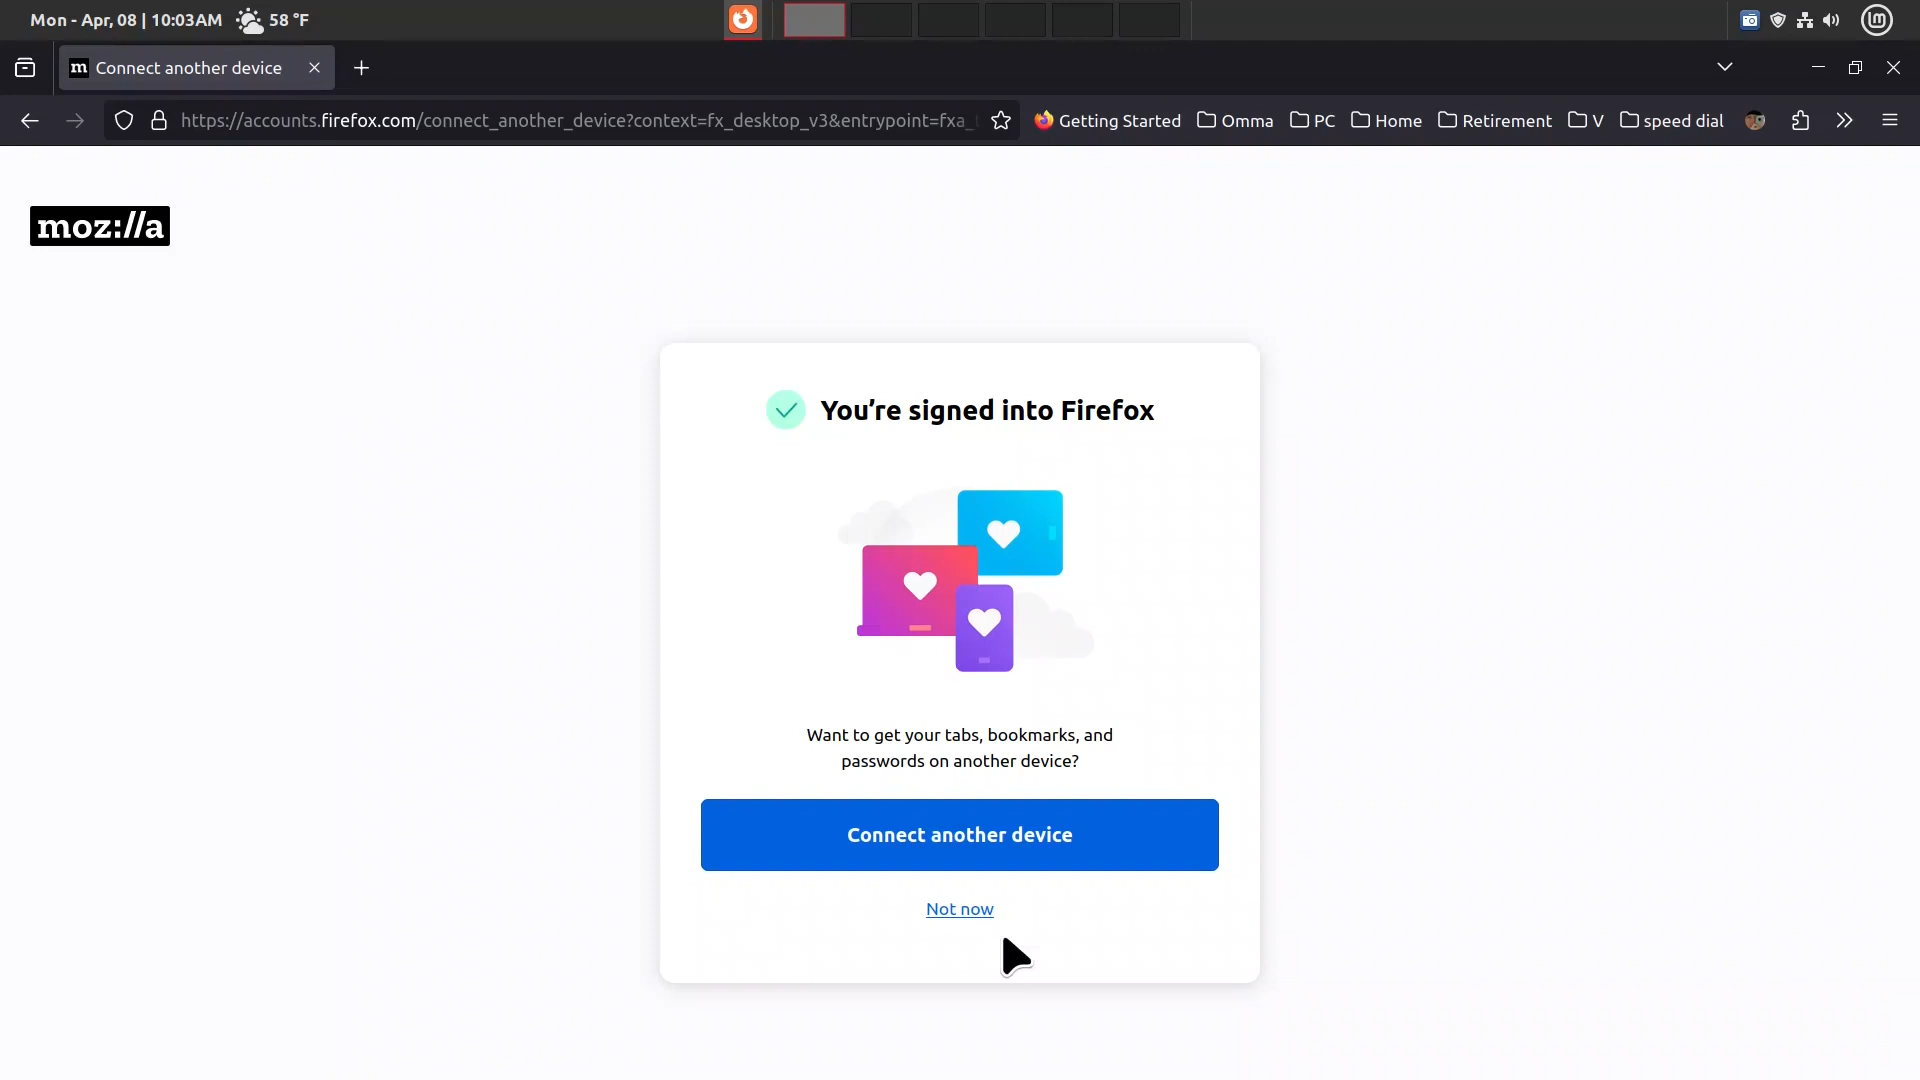 Mon - Apr, 08 | 10:03AM 58 °F
Connect another device
https://accounts.firefox.com/connect_another_device?context=fx_desktop_v3&entrypoint=fxa_ Getting Started Omma PC Home Retirement V speed dial
moz://a
You’re signed into Firefox
Want to get your tabs, bookmarks, and
passwords on another device?
Connect another device
Not now